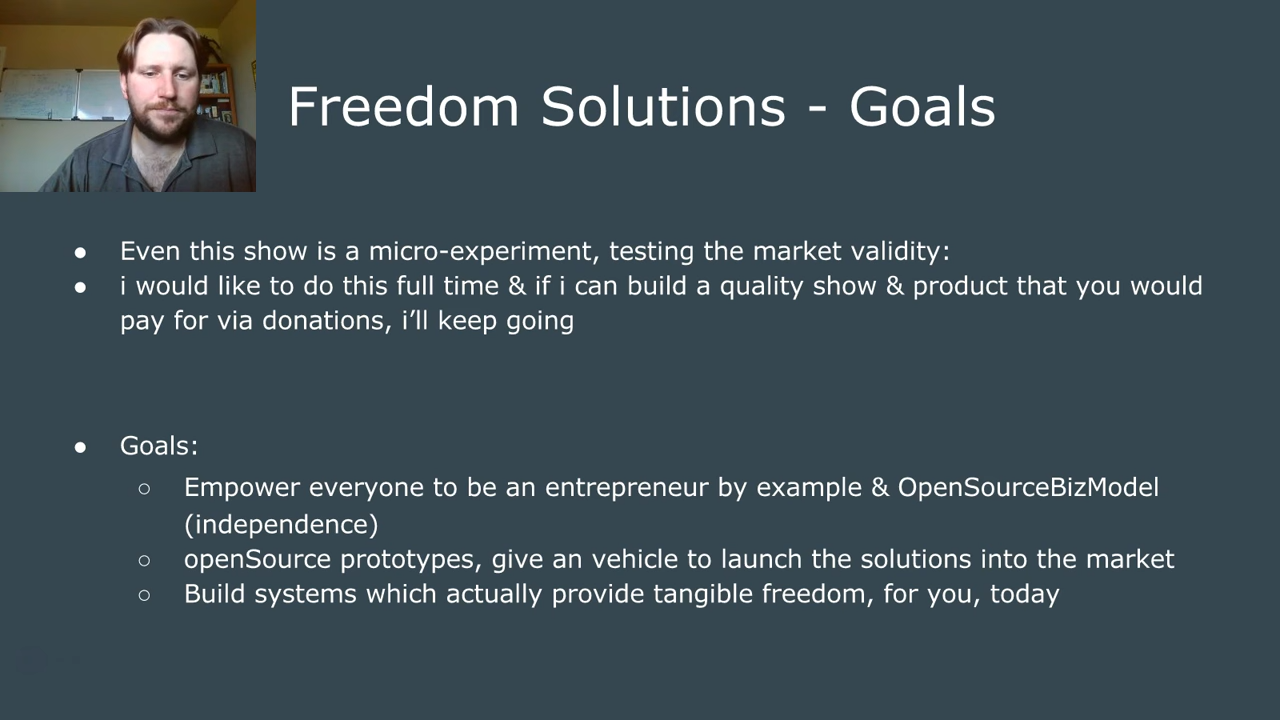 Freedom Solutions - Goals
● Even this show is a micro-experiment, testing the market validity:
● i would like to do this full time & if i can build a quality show & product that you would
pay for via donations, i’ll keep going
● Goals:
○ Empower everyone to be an entrepreneur by example & OpenSourceBizModel
(independence)
○ openSource prototypes, give an vehicle to launch the solutions into the market
○ Build systems which actually provide tangible freedom, for you, today